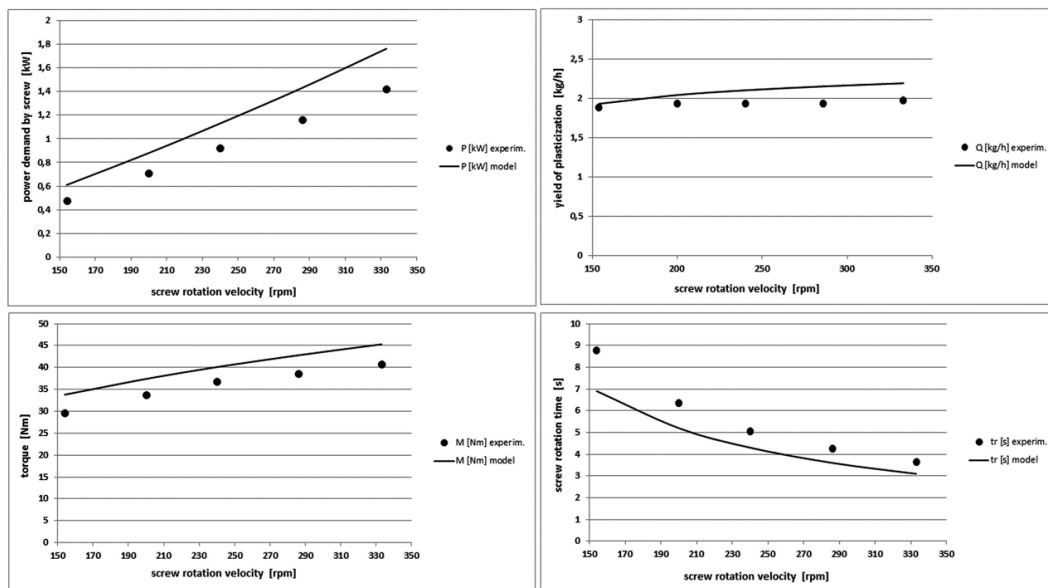 power demand by screw [kW]
2
1,8
1,6
1,4
1,2
1
0,8
0,6
0,4
0,2
0
150 170 190 210 230 250 270 290 310 330 350
screw rotation velocity [rpm]
P [kW] experim.
P [kW] model
yield of plasticization [kg/h]
3
2,5
2
1,5
1
0,5
0
150 200 250 300 350
screw rotation velocity [rpm]
Q [kg/h] experim.
Q [kg/h] model
torque [Nm]
50
45
40
35
30
25
20
15
10
5
0
150 170 190 210 230 250 270 290 310 330 350
screw rotation velocity [rpm]
M [Nm] experim.
M [Nm] model
screw rotation time [s]
10
9
8
7
6
5
4
3
2
1
0
150 170 190 210 230 250 270 290 310 330 350
screw rotation velocity [rpm]
tr [s] experim.
tr [s] model